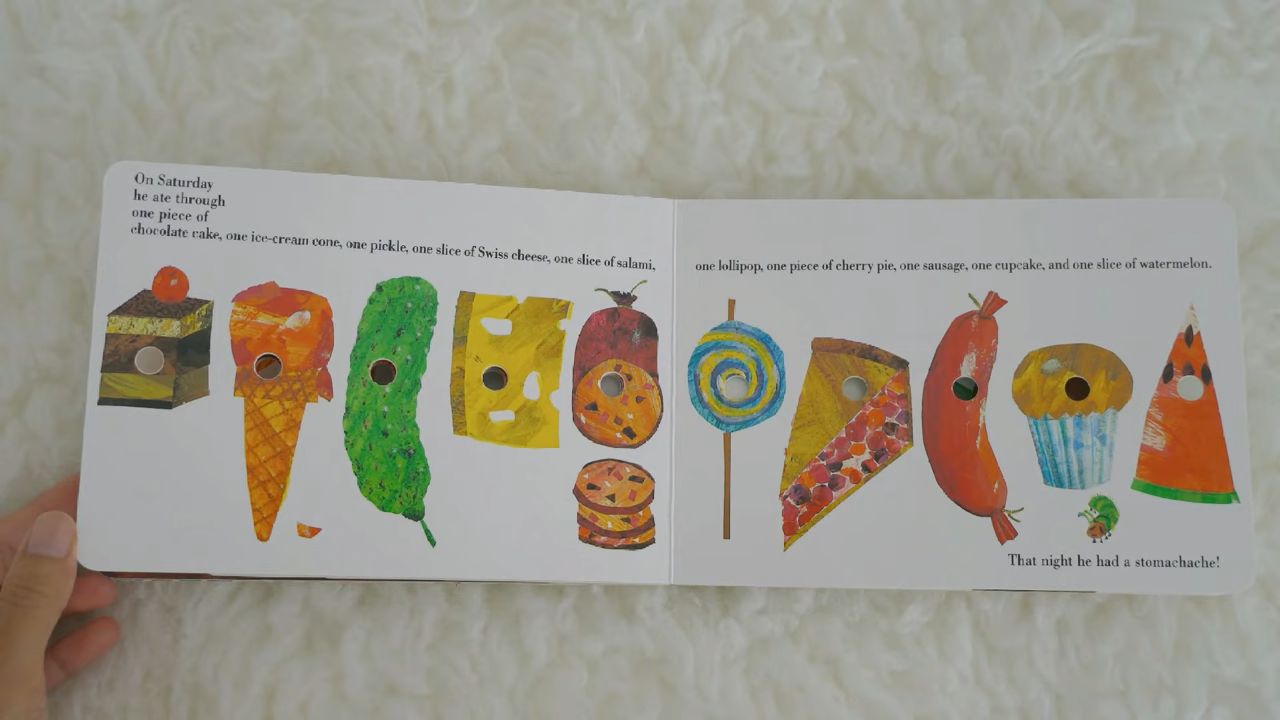 On Saturday
he ate through
one piece of
chocolate cake, one ice-cream cone, one pickle, one slice of Swiss cheese, one slice of salami,
one lollipop, one piece of cherry pie, one sausage, one cupcake, and one slice of watermelon.
That night he had a stomachache!